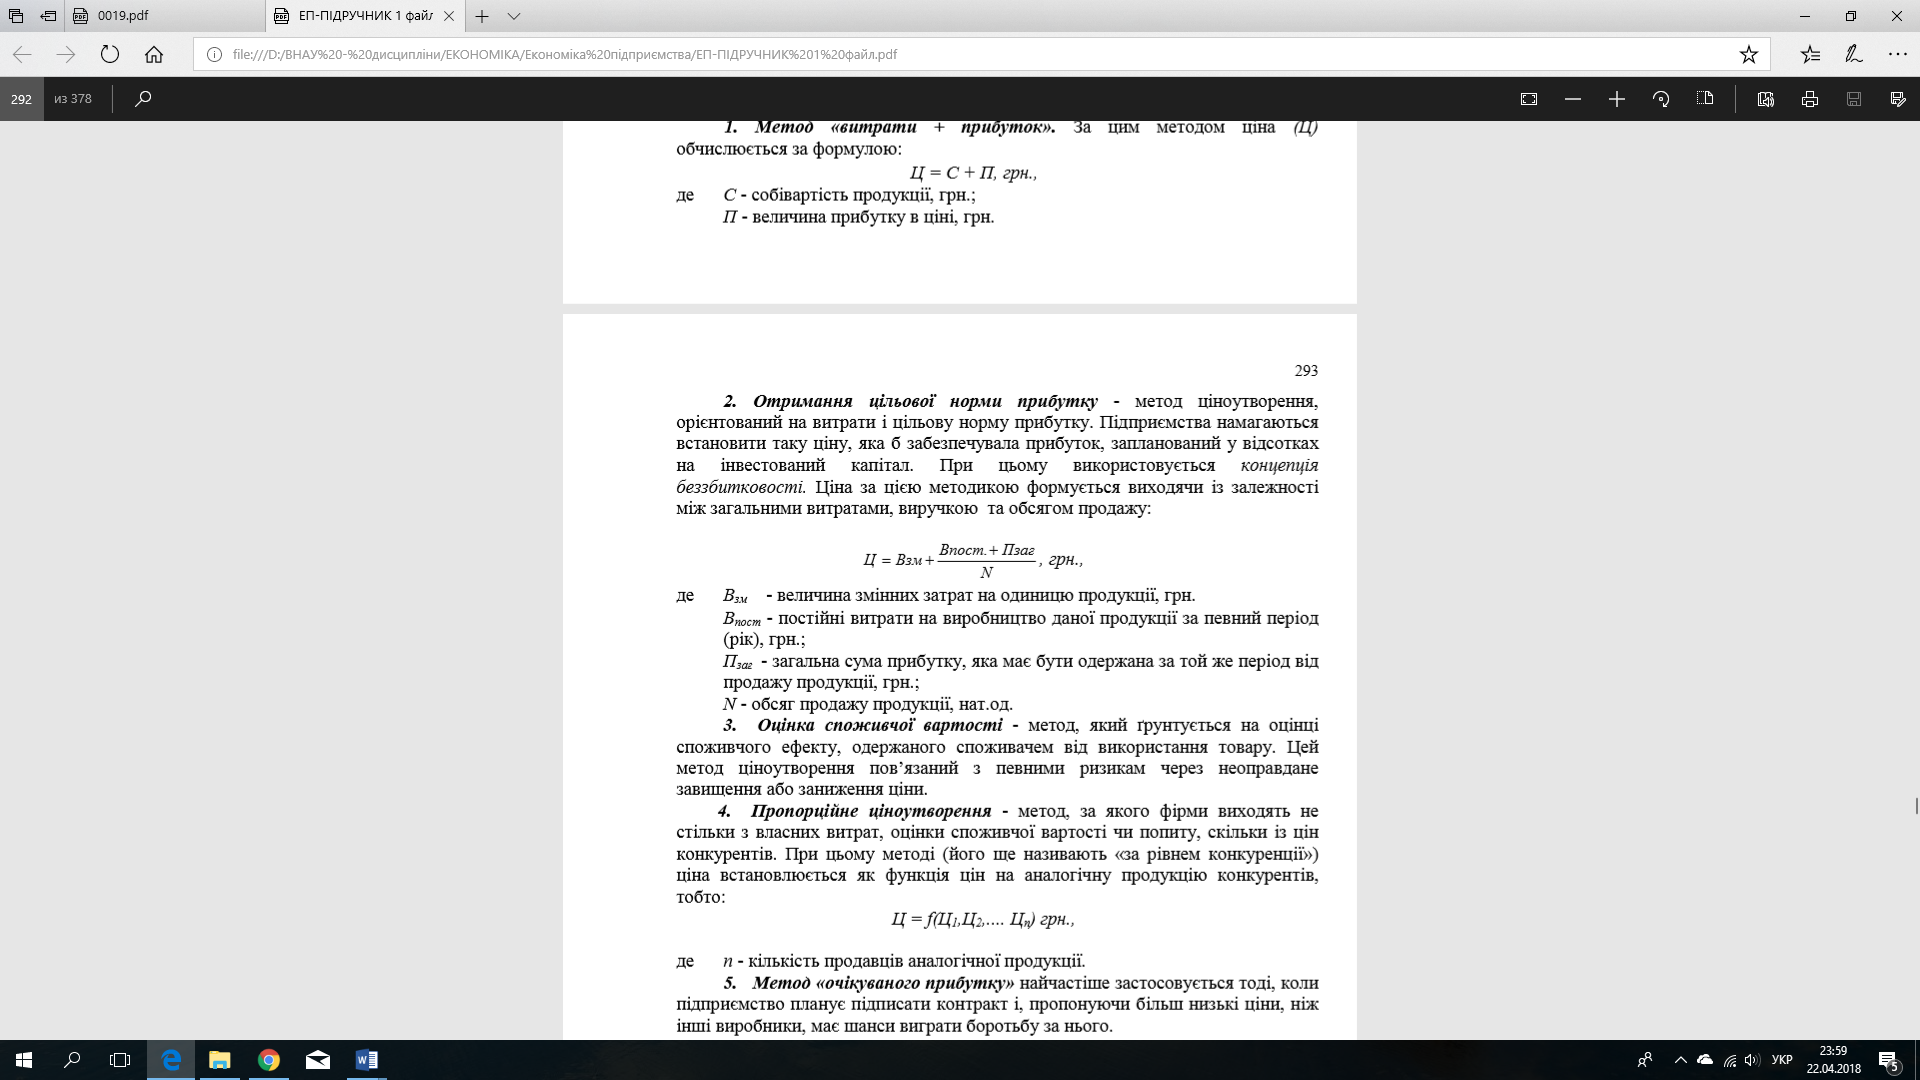 0019.pdf
ЕП-ПІДРУЧНИК 1 файл
file:///D:/ВНАУ%20-%20дисципліни/ЕКОНОМІКА/Економіка%20підприємства/ЕП-ПІДРУЧНИК%201%20файл.pdf
292 из 378
1. Метод «витрати + прибуток». За цим методом ціна (Ц)
обчислюється за формулою:
Ц = С + П, грн.,
де С - собівартість продукції, грн.;
П - величина прибутку в ціні, грн.
293
2. Отримання цільової норми прибутку - метод ціноутворення,
орієнтований на витрати і цільову норму прибутку. Підприємства намагаються
встановити таку ціну, яка б забезпечувала прибуток, запланований у відсотках
на інвестований капітал. При цьому використовується концепція
беззбитковості. Ціна за цією методикою формується виходячи із залежності
між загальними витратами, виручкою та обсягом продажу:
Ц = Взм + (Впост. + Пзаг) / N, грн.,
де Взм - величина змінних затрат на одиницю продукції, грн.
Впост - постійні витрати на виробництво даної продукції за певний період
(рік), грн.;
Пзаг - загальна сума прибутку, яка має бути одержана за той же період від
продажу продукції, грн.;
N - обсяг продажу продукції, нат.од.
3. Оцінка споживчої вартості - метод, який ґрунтується на оцінці
споживчого ефекту, одержаного споживачем від використання товару. Цей
метод ціноутворення пов’язаний з певними ризикам через неоправдане
завищення або заниження ціни.
4. Пропорційне ціноутворення - метод, за якого фірми виходять не
стільки з власних витрат, оцінки споживчої вартості чи попиту, скільки із цін
конкурентів. При цьому методі (його ще називають «за рівнем конкуренції»)
ціна встановлюється як функція цін на аналогічну продукцію конкурентів,
тобто:
Ц = f(Ц1,Ц2,.... Цn) грн.,
де n - кількість продавців аналогічної продукції.
5. Метод «очікуваного прибутку» найчастіше застосовується тоді, коли
підприємство планує підписати контракт і, пропонуючи більш низькі ціни, ніж
інші виробники, має шанси виграти боротьбу за нього.
УКР
23:59
22.04.2018
5